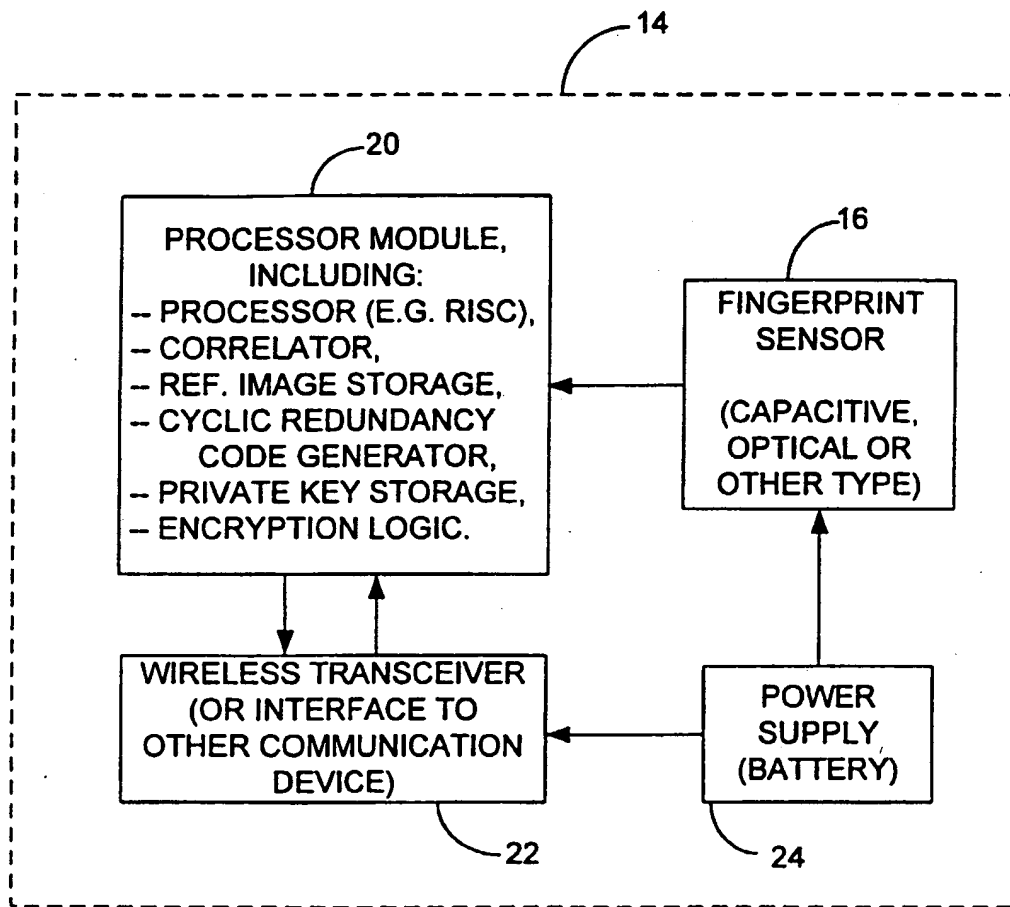 14
20
PROCESSOR MODULE,
INCLUDING:
– PROCESSOR (E.G. RISC),
– CORRELATOR,
– REF. IMAGE STORAGE,
– CYCLIC REDUNDANCY
CODE GENERATOR,
– PRIVATE KEY STORAGE,
– ENCRYPTION LOGIC.
16
FINGERPRINT
SENSOR
(CAPACITIVE,
OPTICAL OR
OTHER TYPE)
WIRELESS TRANSCEIVER
(OR INTERFACE TO
OTHER COMMUNICATION
DEVICE)
22
POWER
SUPPLY
(BATTERY)
24